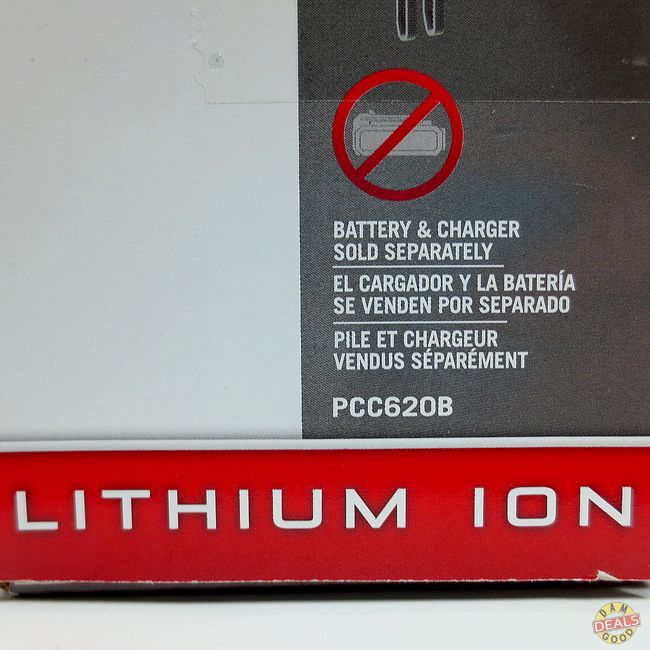 BATTERY & CHARGER
SOLD SEPARATELY
EL CARGADOR Y LA BATERÍA
SE VENDEN POR SEPARADO
PILE ET CHARGEUR
VENDUS SÉPARÉMENT
PCC620B
LITHIUM ION
DAM
DEALS
GOOD